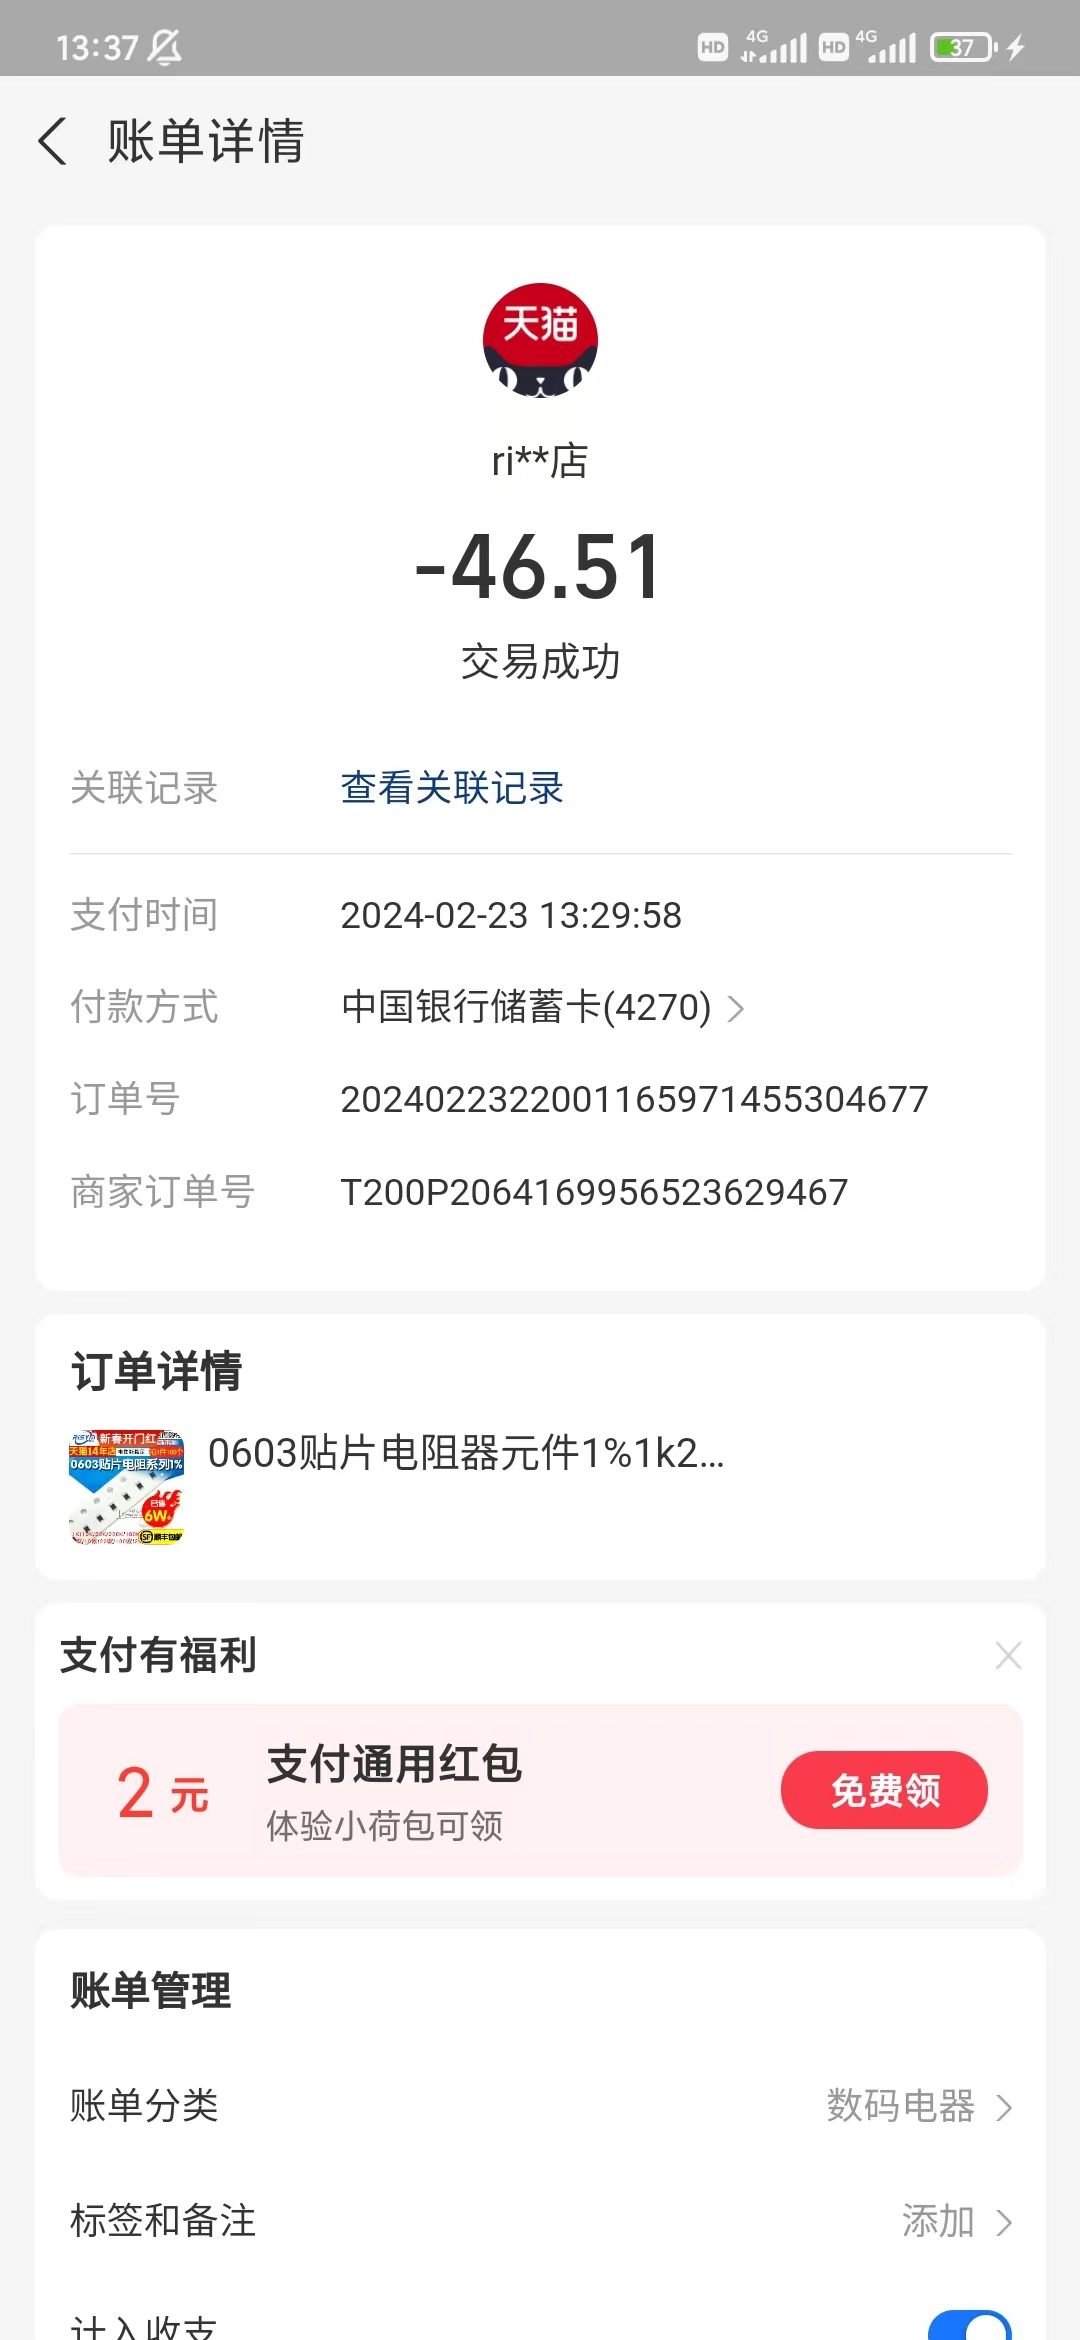 13:37
HD 4G HD 4G 37
账单详情
天猫
ri**店
-46.51
交易成功
关联记录 查看关联记录
支付时间 2024-02-23 13:29:58
付款方式 中国银行储蓄卡(4270)
订单号 2024022322001165971455304677
商家订单号 T200P2064169956523629467
订单详情
新春开门红
天猫14年店
0603贴片电阻系列1%
已售
6W+
0603贴片电阻器元件1%1k2...
支付有福利
2 元
支付通用红包
体验小荷包可领
免费领
账单管理
账单分类 数码电器
标签和备注 添加
计入收支